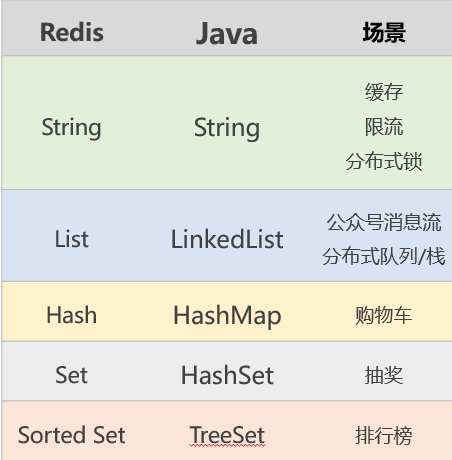 Redis Java 场景
String String 缓存
限流
分布式锁
List LinkedList 公众号消息流
分布式队列/栈
Hash HashMap 购物车
Set HashSet 抽奖
Sorted Set TreeSet 排行榜